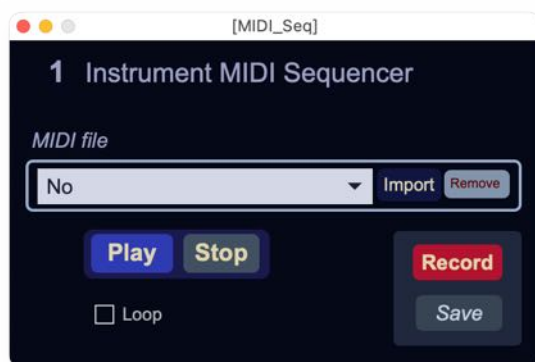 [MIDI_Seq]
1 Instrument MIDI Sequencer
MIDI file
No Import Remove
Play Stop
Record
Loop
Save